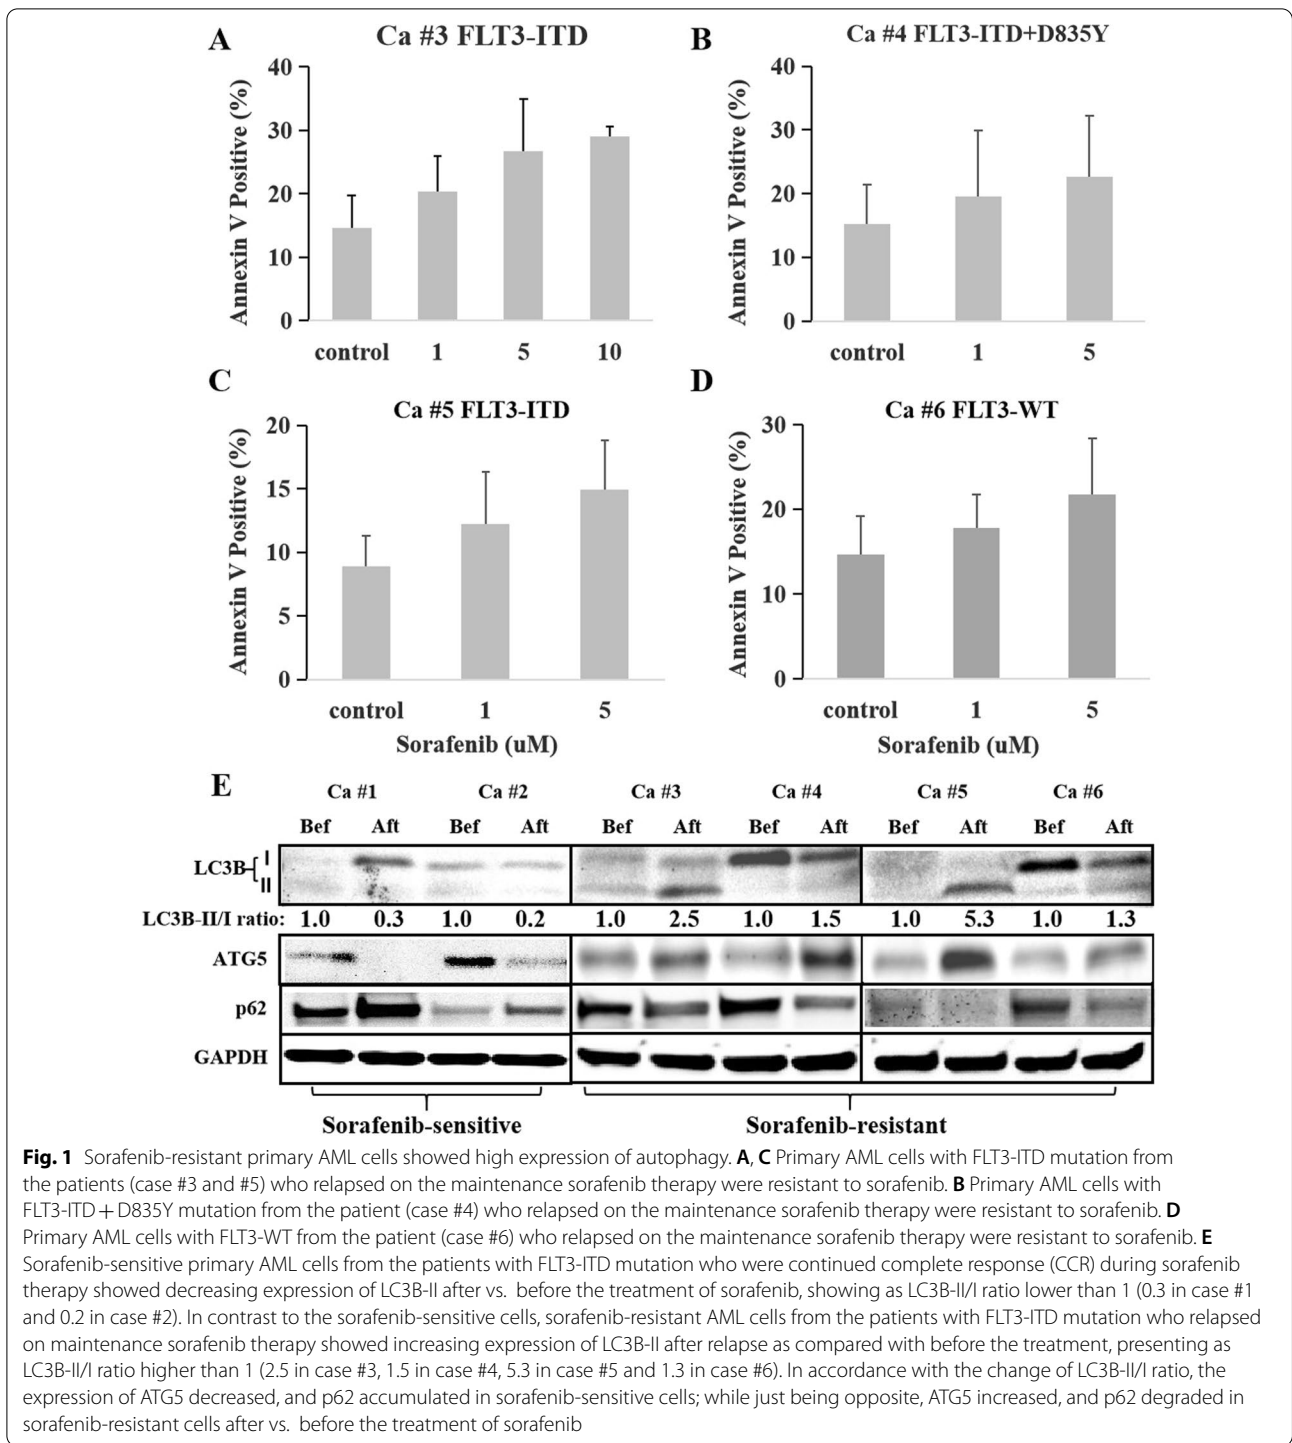 A
Ca #3 FLT3-ITD
Annexin V Positive (%)
40
30
20
10
0
control 1 5 10
B
Ca #4 FLT3-ITD+D835Y
Annexin V Positive (%)
40
30
20
10
0
control 1 5
C
Ca #5 FLT3-ITD
Annexin V Positive (%)
20
15
10
5
0
control 1 5
Sorafenib (uM)
D
Ca #6 FLT3-WT
Annexin V Positive (%)
30
20
10
0
control 1 5
Sorafenib (uM)
E
Ca #1 Ca #2 Ca #3 Ca #4 Ca #5 Ca #6
Bef Aft Bef Aft Bef Aft Bef Aft Bef Aft Bef Aft
LC3B I
II
LC3B-II/I ratio: 1.0 0.3 1.0 0.2 1.0 2.5 1.0 1.5 1.0 5.3 1.0 1.3
ATG5
p62
GAPDH
Sorafenib-sensitive Sorafenib-resistant
Fig. 1 Sorafenib-resistant primary AML cells showed high expression of autophagy. A, C Primary AML cells with FLT3-ITD mutation from
the patients (case #3 and #5) who relapsed on the maintenance sorafenib therapy were resistant to sorafenib. B Primary AML cells with
FLT3-ITD + D835Y mutation from the patient (case #4) who relapsed on the maintenance sorafenib therapy were resistant to sorafenib. D
Primary AML cells with FLT3-WT from the patient (case #6) who relapsed on the maintenance sorafenib therapy were resistant to sorafenib. E
Sorafenib-sensitive primary AML cells from the patients with FLT3-ITD mutation who were continued complete response (CCR) during sorafenib
therapy showed decreasing expression of LC3B-II after vs. before the treatment of sorafenib, showing as LC3B-II/I ratio lower than 1 (0.3 in case #1
and 0.2 in case #2). In contrast to the sorafenib-sensitive cells, sorafenib-resistant AML cells from the patients with FLT3-ITD mutation who relapsed
on maintenance sorafenib therapy showed increasing expression of LC3B-II after relapse as compared with before the treatment, presenting as
LC3B-II/I ratio higher than 1 (2.5 in case #3, 1.5 in case #4, 5.3 in case #5 and 1.3 in case #6). In accordance with the change of LC3B-II/I ratio, the
expression of ATG5 decreased, and p62 accumulated in sorafenib-sensitive cells; while just being opposite, ATG5 increased, and p62 degraded in
sorafenib-resistant cells after vs. before the treatment of sorafenib